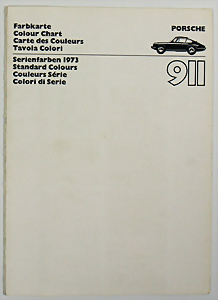 Farbkarte
Colour Chart
Carte des Couleurs
Tavola Colori
PORSCHE
Serienfarben 1973
Standard Colours
Couleurs Série
Colori di Serie
911